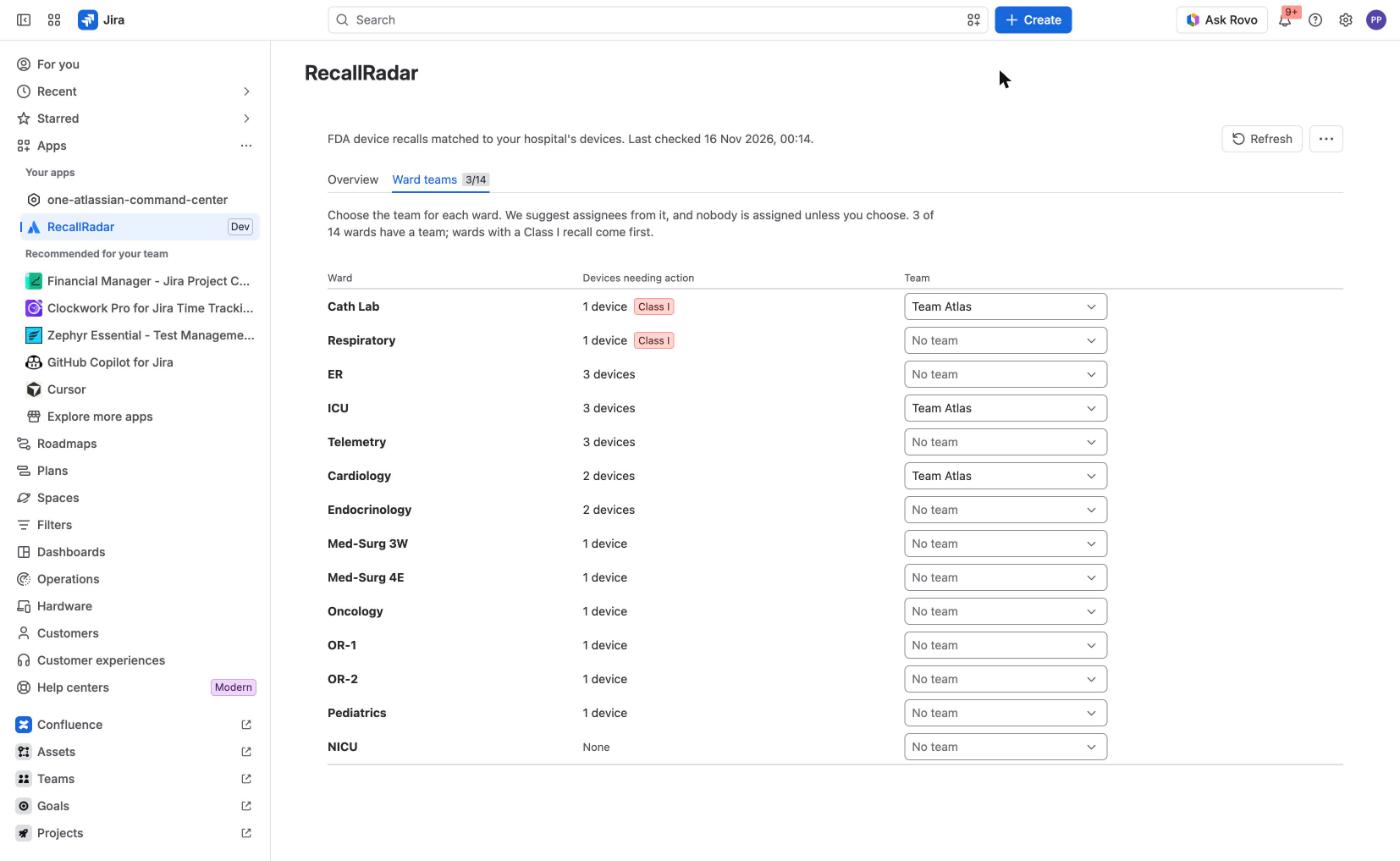 Jira
Search
Create
Ask Rovo
9+
PP
For you
Recent
Starred
Apps
Your apps
one-atlassian-command-center
RecallRadar
Dev
Recommended for your team
Financial Manager - Jira Project C...
Clockwork Pro for Jira Time Tracki...
Zephyr Essential - Test Manageme...
GitHub Copilot for Jira
Cursor
Explore more apps
Roadmaps
Plans
Spaces
Filters
Dashboards
Operations
Hardware
Customers
Customer experiences
Help centers
Modern
Confluence
Assets
Teams
Goals
Projects
RecallRadar
FDA device recalls matched to your hospital's devices. Last checked 16 Nov 2026, 00:14.
Refresh
Overview
Ward teams 3/14
Choose the team for each ward. We suggest assignees from it, and nobody is assigned unless you choose. 3 of
14 wards have a team; wards with a Class I recall come first.
Ward Devices needing action Team
Cath Lab 1 device Class I Team Atlas
Respiratory 1 device Class I No team
ER 3 devices No team
ICU 3 devices Team Atlas
Telemetry 3 devices No team
Cardiology 2 devices Team Atlas
Endocrinology 2 devices No team
Med-Surg 3W 1 device No team
Med-Surg 4E 1 device No team
Oncology 1 device No team
OR-1 1 device No team
OR-2 1 device No team
Pediatrics 1 device No team
NICU None No team